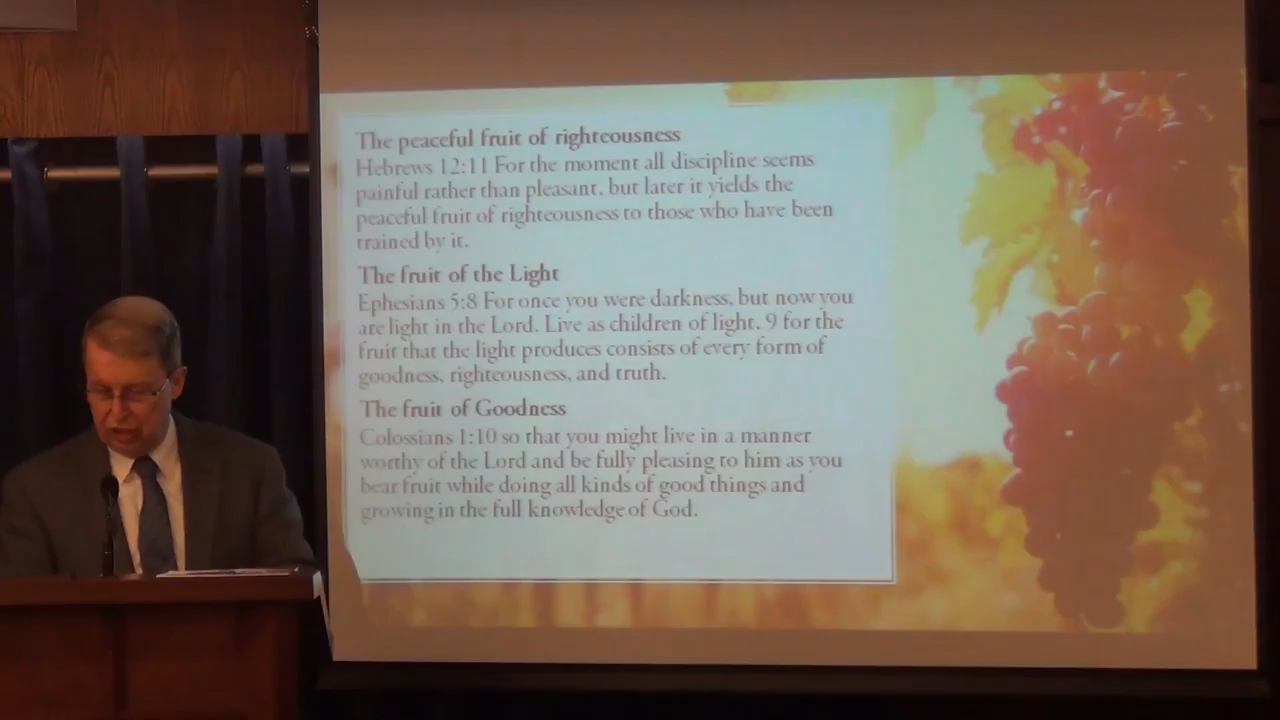 The peaceful fruit of righteousness
Hebrews 12:11 For the moment all discipline seems
painful rather than pleasant, but later it yields the
peaceful fruit of righteousness to those who have been
trained by it.
The fruit of the Light
Ephesians 5:8 For once you were darkness, but now you
are light in the Lord. Live as children of light, 9 for the
fruit that the light produces consists of every form of
goodness, righteousness, and truth.
The fruit of Goodness
Colossians 1:10 so that you might live in a manner
worthy of the Lord and be fully pleasing to him as you
bear fruit while doing all kinds of good things and
growing in the full knowledge of God.